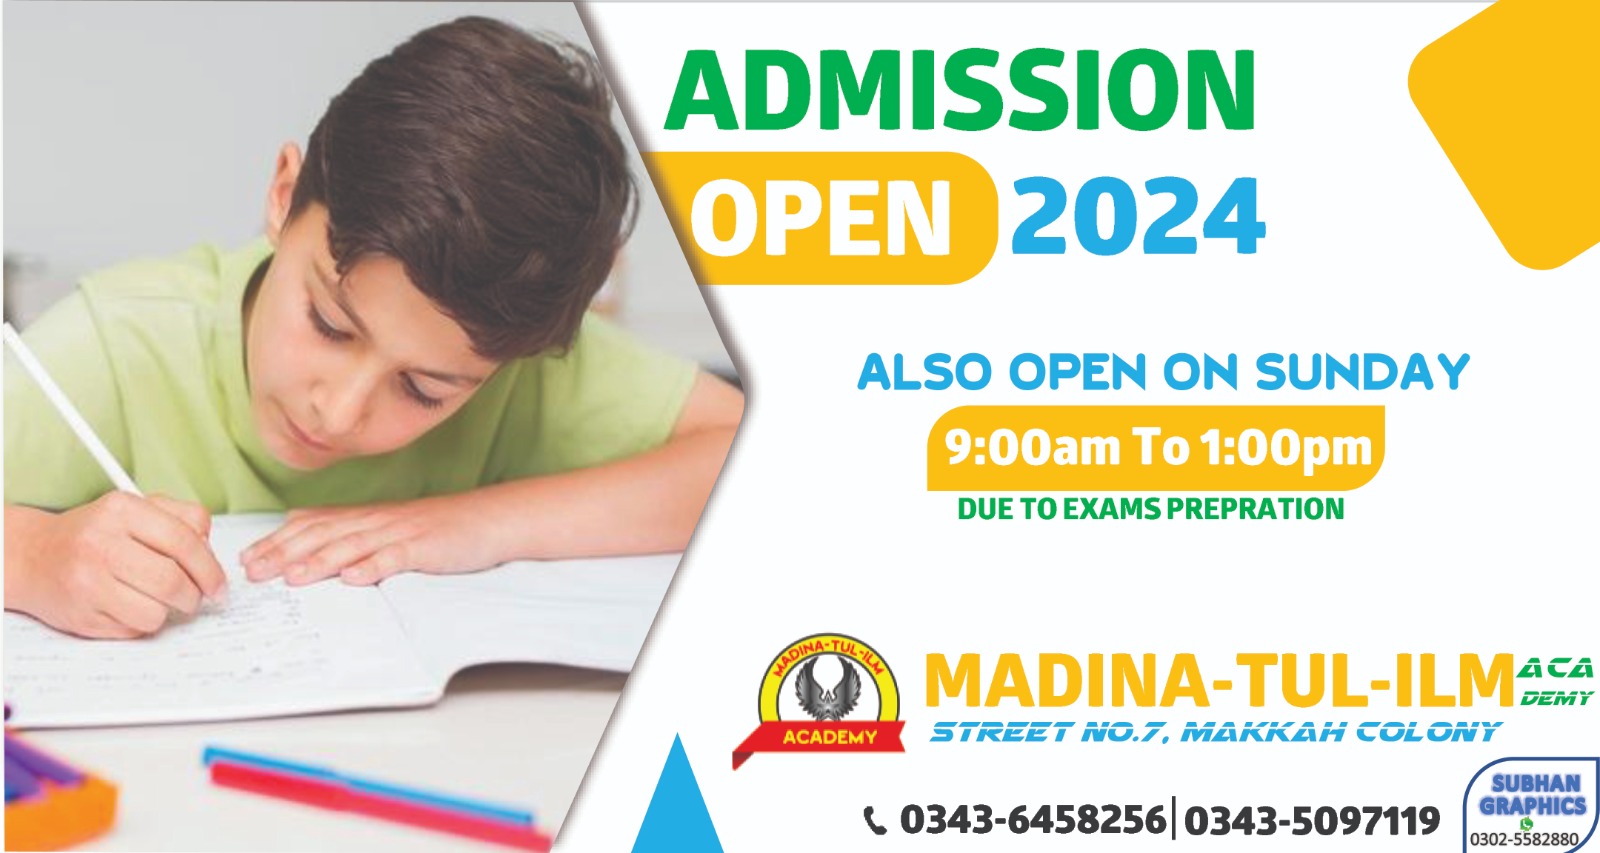 ADMISSION
OPEN 2024
ALSO OPEN ON SUNDAY
9:00am To 1:00pm
DUE TO EXAMS PREPRATION
MADINA-TUL-ILM
ACADEMY
MADINA-TUL-ILM ACA
DEMY
STREET NO.7, MAKKAH COLONY
0343-6458256|0343-5097119
SUBHAN
GRAPHICS
0302-5582880